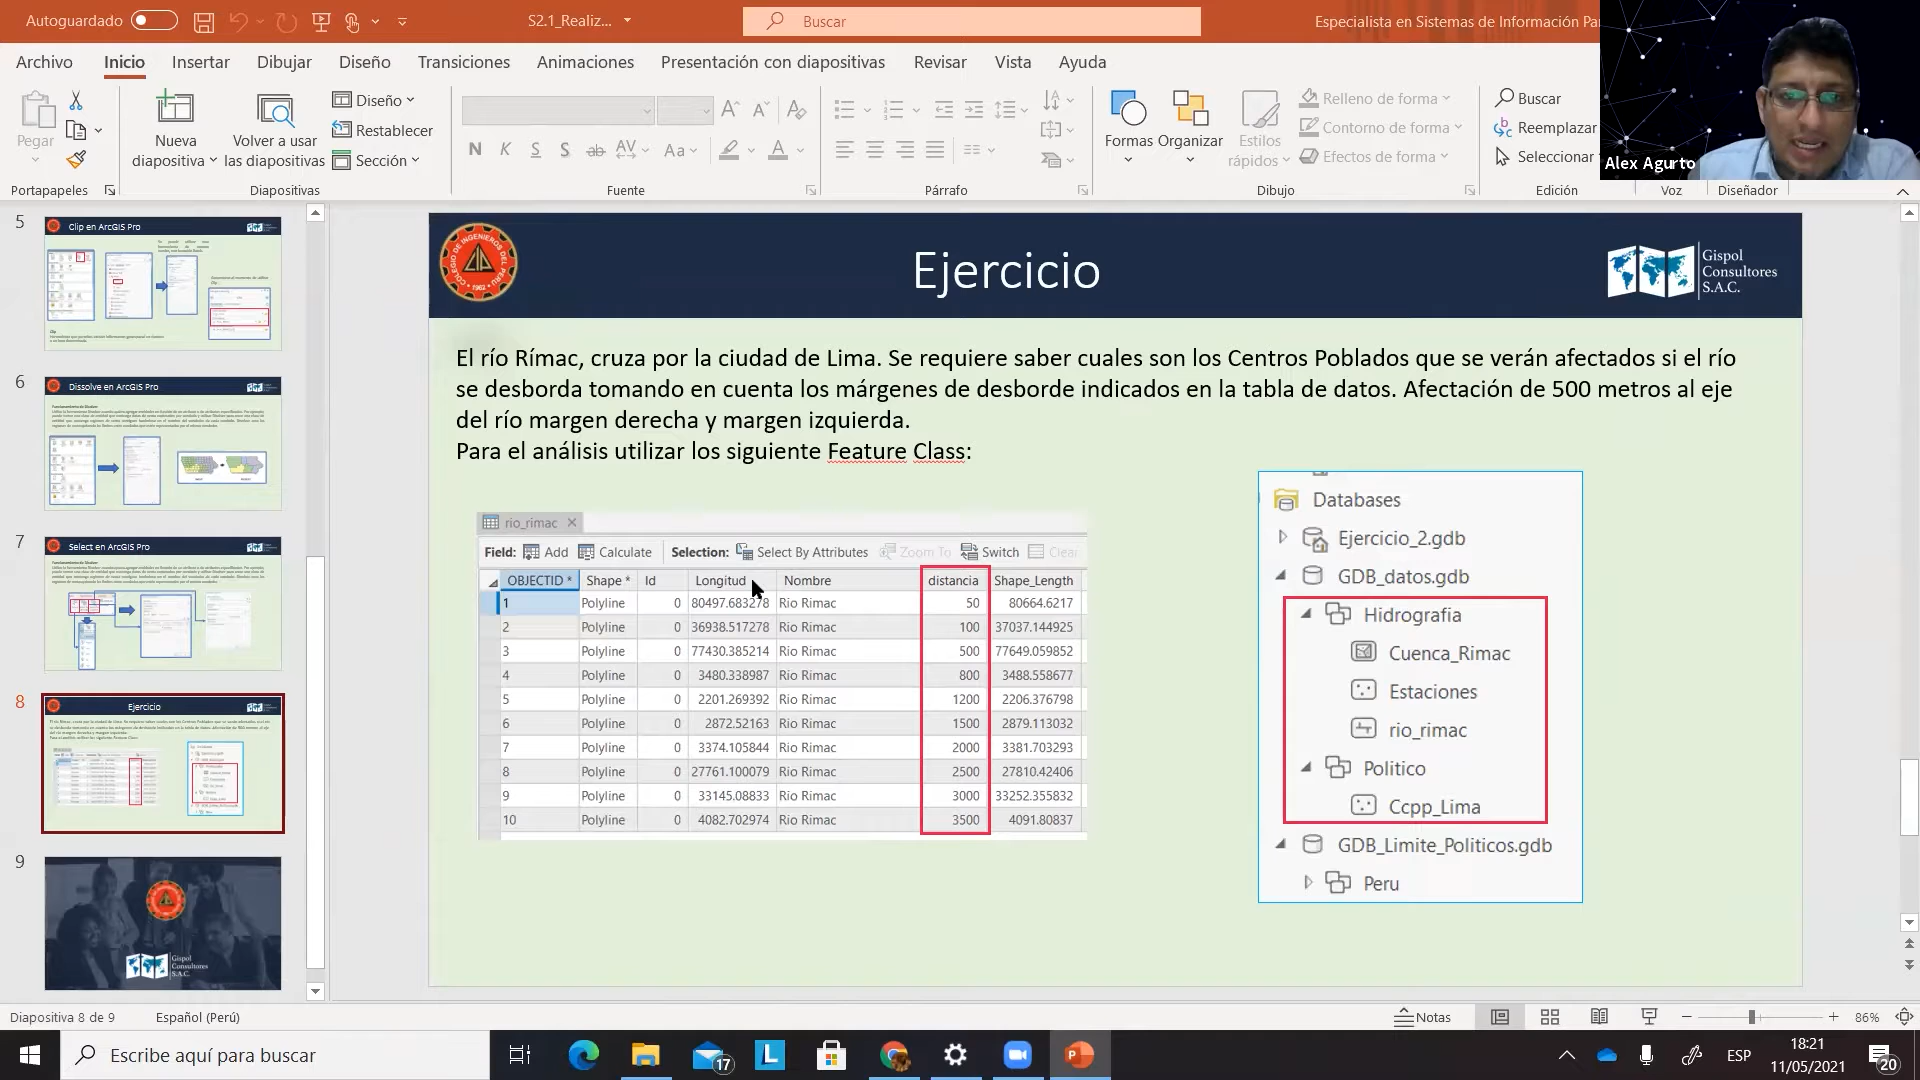 Autoguardado
S2.1_Realiz...
Buscar
Especialista en Sistemas de Información Pa
Archivo Inicio Insertar Dibujar Diseño Transiciones Animaciones Presentación con diapositivas Revisar Vista Ayuda
Pegar
Nueva diapositiva
Volver a usar las diapositivas
Diseño
Restablecer
Sección
N K S S ab AV Aa A
Formas Organizar Estilos rápidos
Relleno de forma
Contorno de forma
Efectos de forma
Buscar
Reemplazar
Seleccionar
Alex Agurto
Portapapeles Diapositivas Fuente Párrafo Dibujo Edición Voz Diseñador
5
Clip en ArcGIS Pro
6
Dissolve en ArcGIS Pro
7
Select en ArcGIS Pro
8
Ejercicio
9
Gispol
Consultores
S.A.C.
COLEGIO DE INGENIEROS DEL PERU
1962
Ejercicio
Gispol
Consultores
S.A.C.
El río Rímac, cruza por la ciudad de Lima. Se requiere saber cuales son los Centros Poblados que se verán afectados si el río
se desborda tomando en cuenta los márgenes de desborde indicados en la tabla de datos. Afectación de 500 metros al eje
del río margen derecha y margen izquierda.
Para el análisis utilizar los siguiente Feature Class:
rio_rimac
Field: Add Calculate Selection: Select By Attributes Zoom To Switch Clear
OBJECTID * Shape * Id Longitud Nombre distancia Shape_Length
1 Polyline 0 80497.683278 Rio Rimac 50 80664.6217
2 Polyline 0 36938.517278 Rio Rimac 100 37037.144925
3 Polyline 0 77430.385214 Rio Rimac 500 77649.059852
4 Polyline 0 3480.338987 Rio Rimac 800 3488.558677
5 Polyline 0 2201.269392 Rio Rimac 1200 2206.376798
6 Polyline 0 2872.52163 Rio Rimac 1500 2879.113032
7 Polyline 0 3374.105844 Rio Rimac 2000 3381.703293
8 Polyline 0 27761.100079 Rio Rimac 2500 27810.42406
9 Polyline 0 33145.08833 Rio Rimac 3000 33252.355832
10 Polyline 0 4082.702974 Rio Rimac 3500 4091.80837
Databases
Ejercicio_2.gdb
GDB_datos.gdb
Hidrografia
Cuenca_Rimac
Estaciones
rio_rimac
Politico
Ccpp_Lima
GDB_Limite_Politicos.gdb
Peru
Diapositiva 8 de 9 Español (Perú) Notas 86%
Escribe aquí para buscar
17
L
ESP
18:21
11/05/2021
20